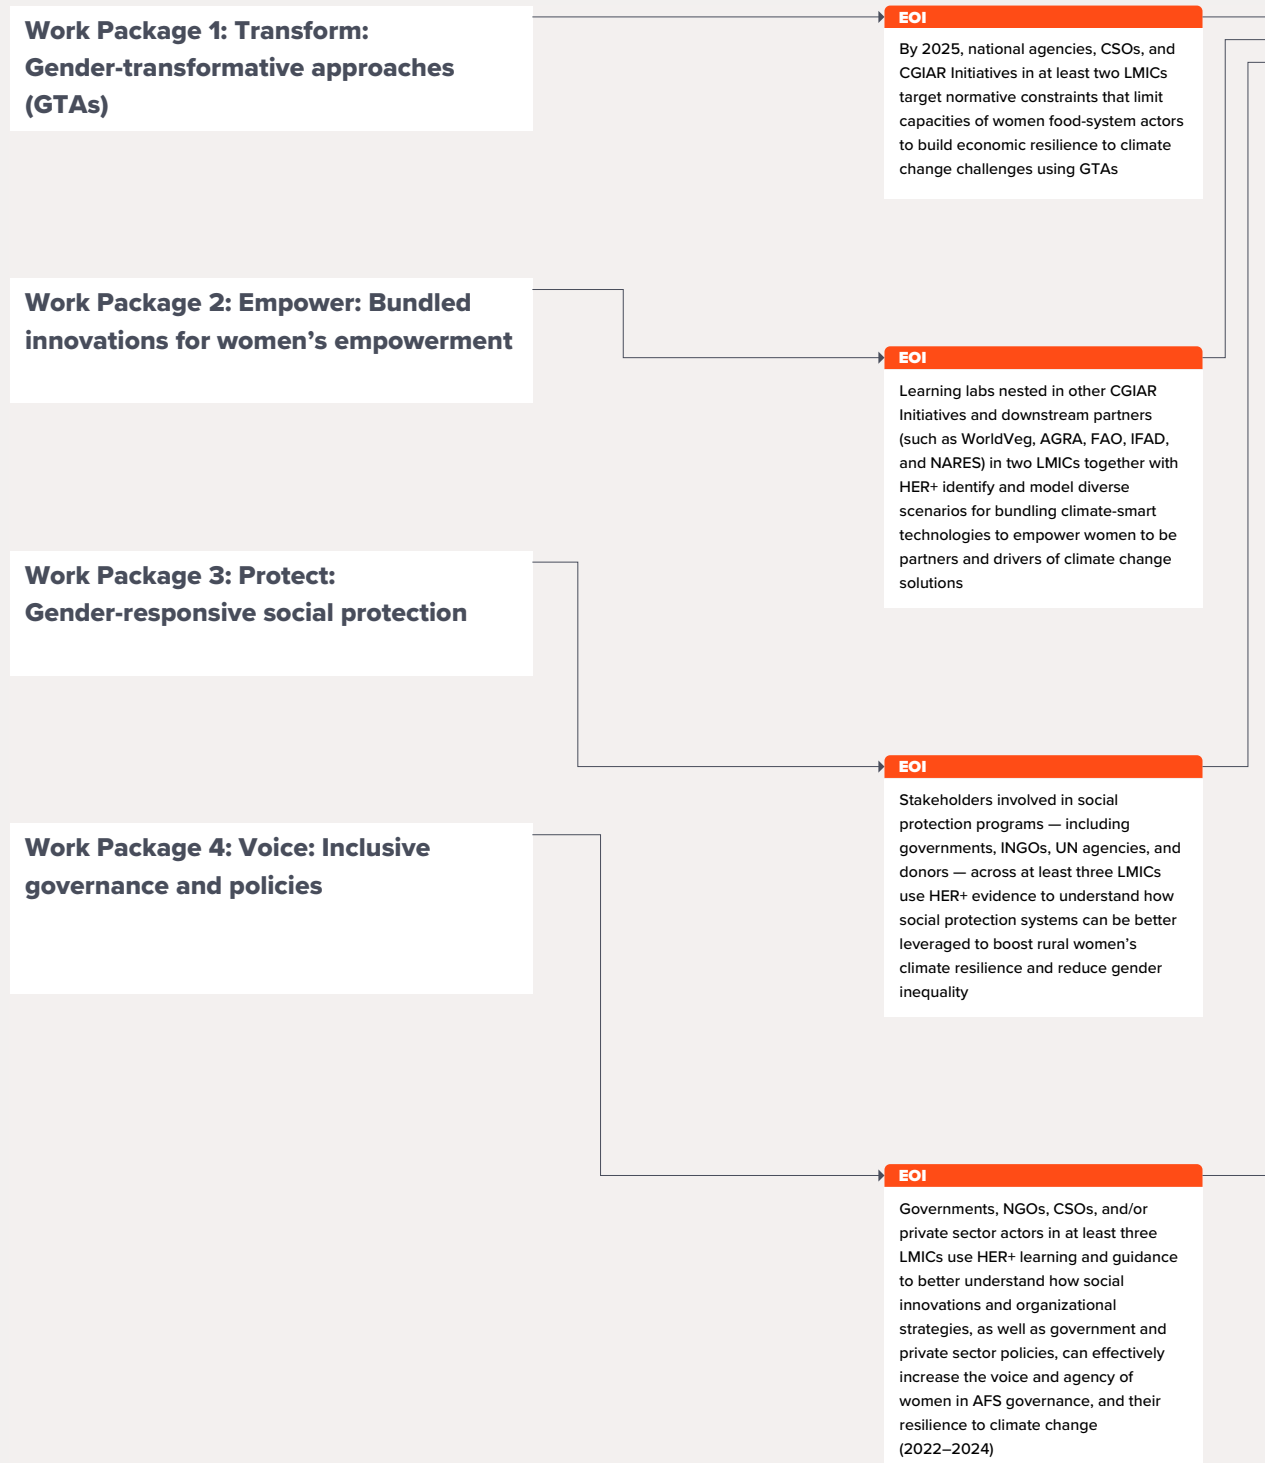 Work Package 1: Transform:
Gender-transformative approaches
(GTAs)
EOI
By 2025, national agencies, CSOs, and
CGIAR Initiatives in at least two LMICs
target normative constraints that limit
capacities of women food-system actors
to build economic resilience to climate
change challenges using GTAs
Work Package 2: Empower: Bundled
innovations for women’s empowerment
EOI
Learning labs nested in other CGIAR
Initiatives and downstream partners
(such as WorldVeg, AGRA, FAO, IFAD,
and NARES) in two LMICs together with
HER+ identify and model diverse
scenarios for bundling climate-smart
technologies to empower women to be
partners and drivers of climate change
solutions
Work Package 3: Protect:
Gender-responsive social protection
EOI
Stakeholders involved in social
protection programs — including
governments, INGOs, UN agencies, and
donors — across at least three LMICs
use HER+ evidence to understand how
social protection systems can be better
leveraged to boost rural women’s
climate resilience and reduce gender
inequality
Work Package 4: Voice: Inclusive
governance and policies
EOI
Governments, NGOs, CSOs, and/or
private sector actors in at least three
LMICs use HER+ learning and guidance
to better understand how social
innovations and organizational
strategies, as well as government and
private sector policies, can effectively
increase the voice and agency of
women in AFS governance, and their
resilience to climate change
(2022–2024)